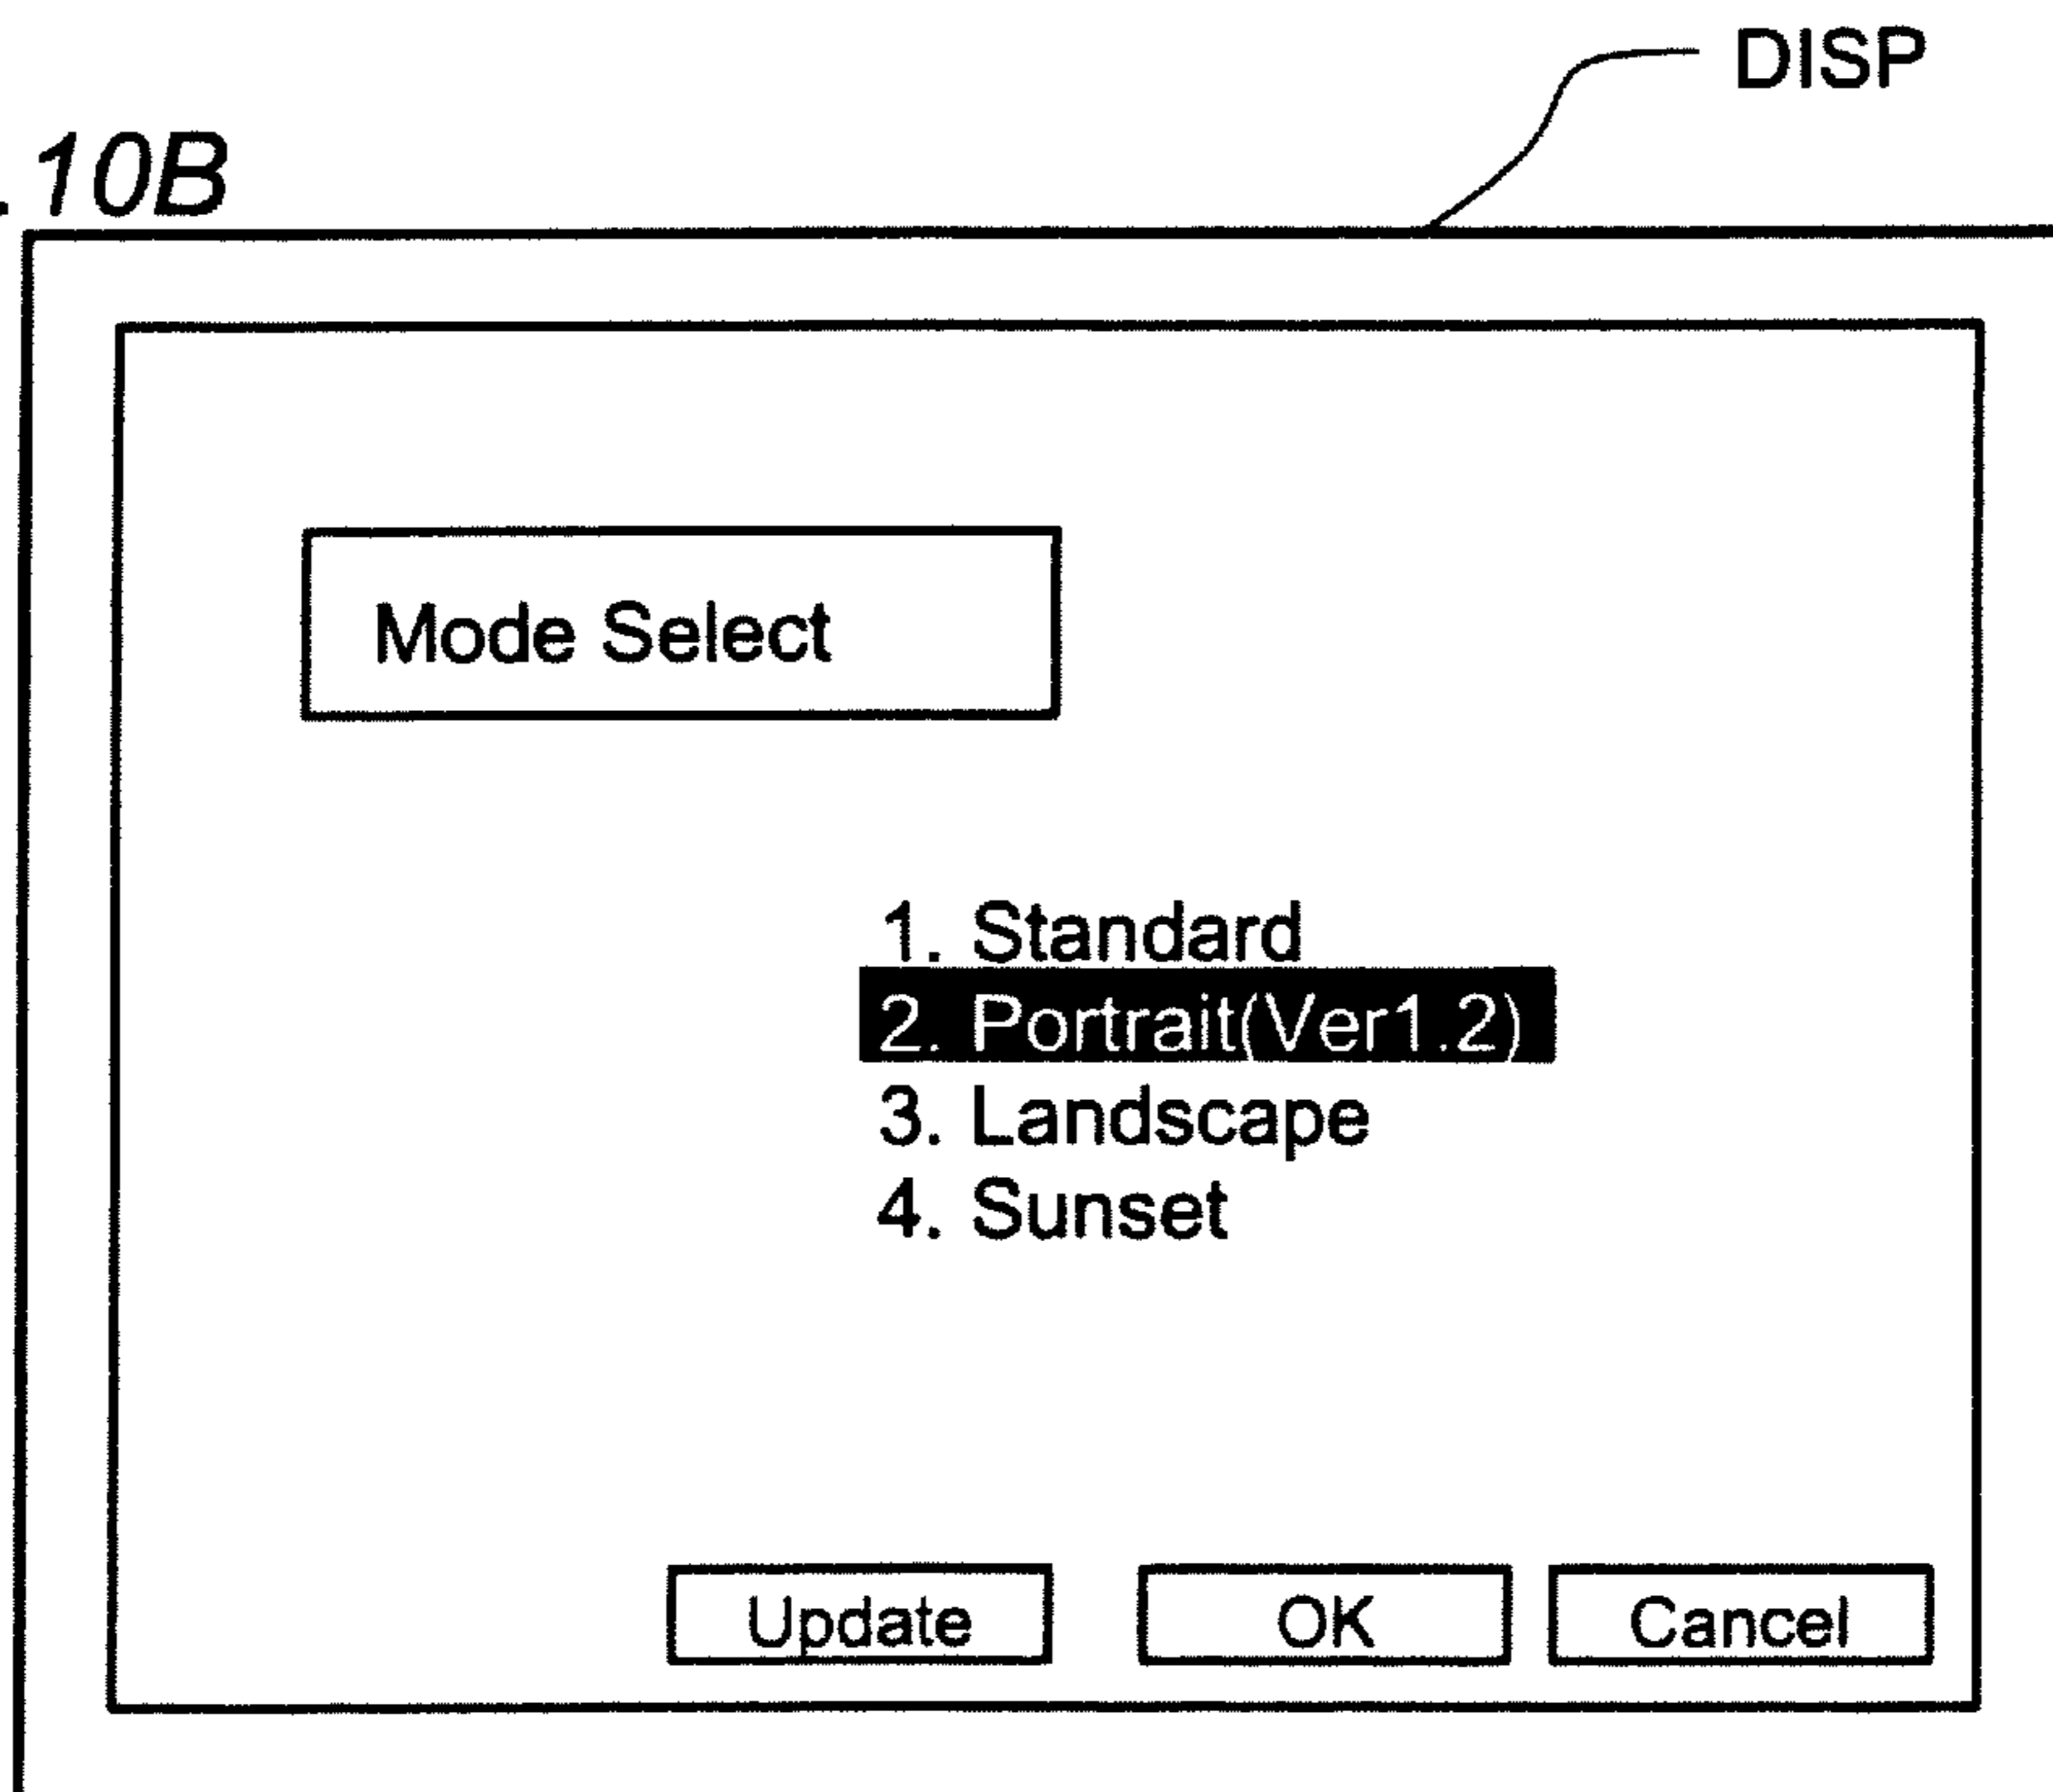 DISP
. 10B
Mode Select
1. Standard
2. Portrait(Ver1.2)
3. Landscape
4. Sunset
Update OK Cancel